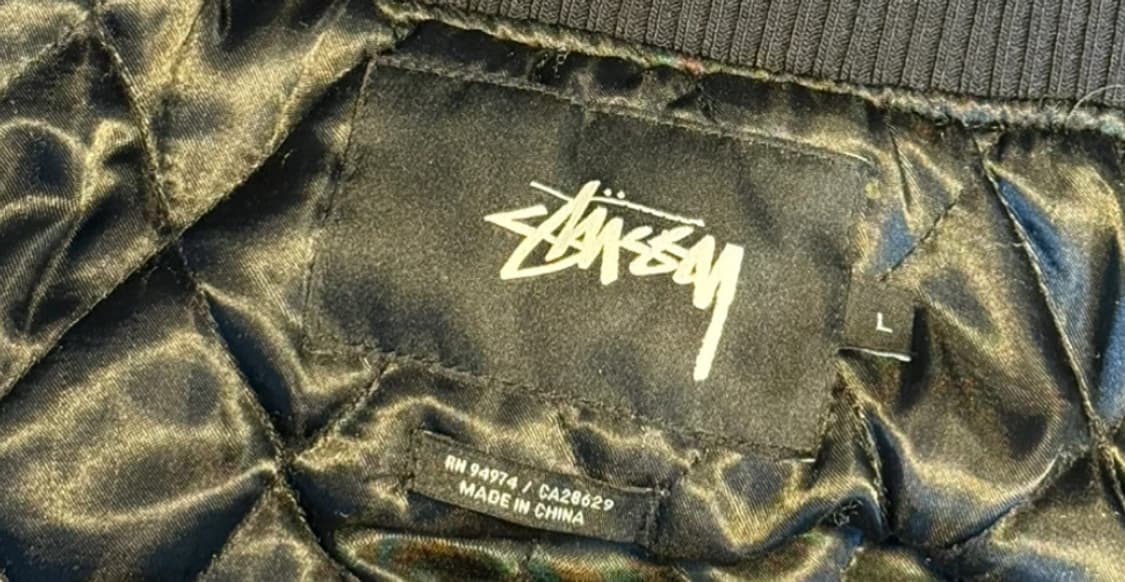 Stüssy
L
RN 94974 / CA28629
MADE IN CHINA